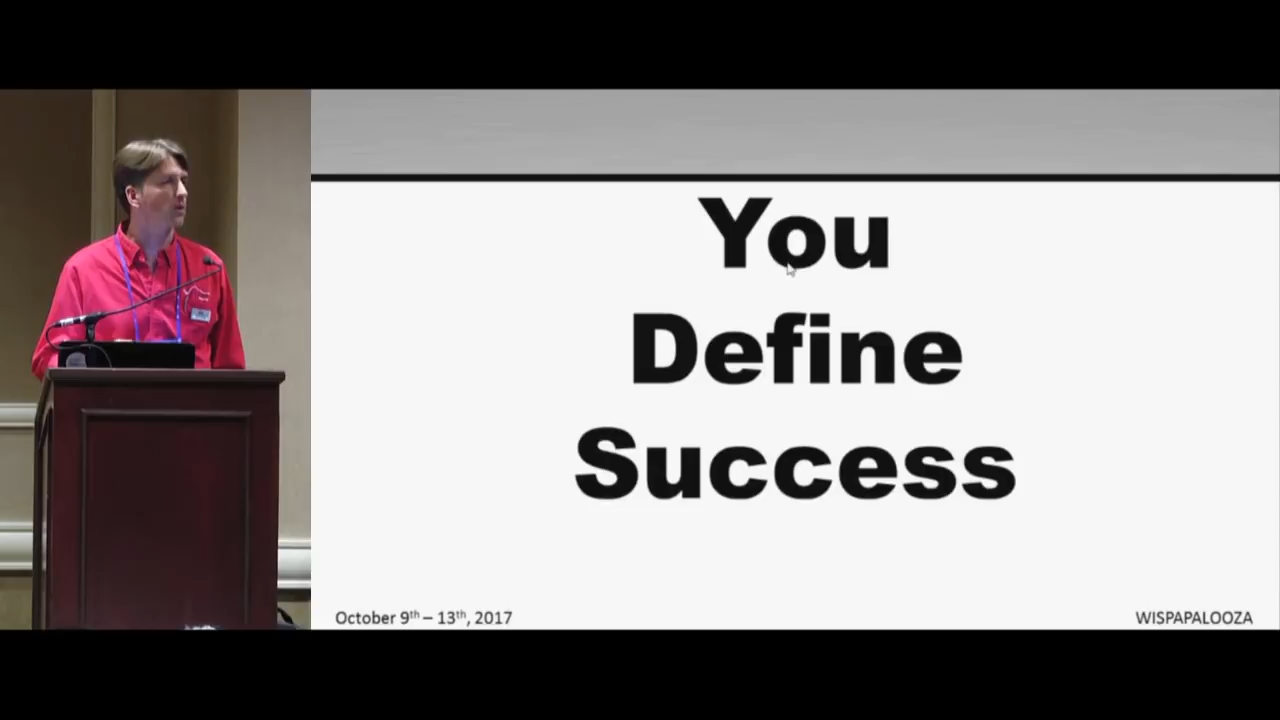 You
Define
Success
October 9th – 13th, 2017
WISPAPALOOZA